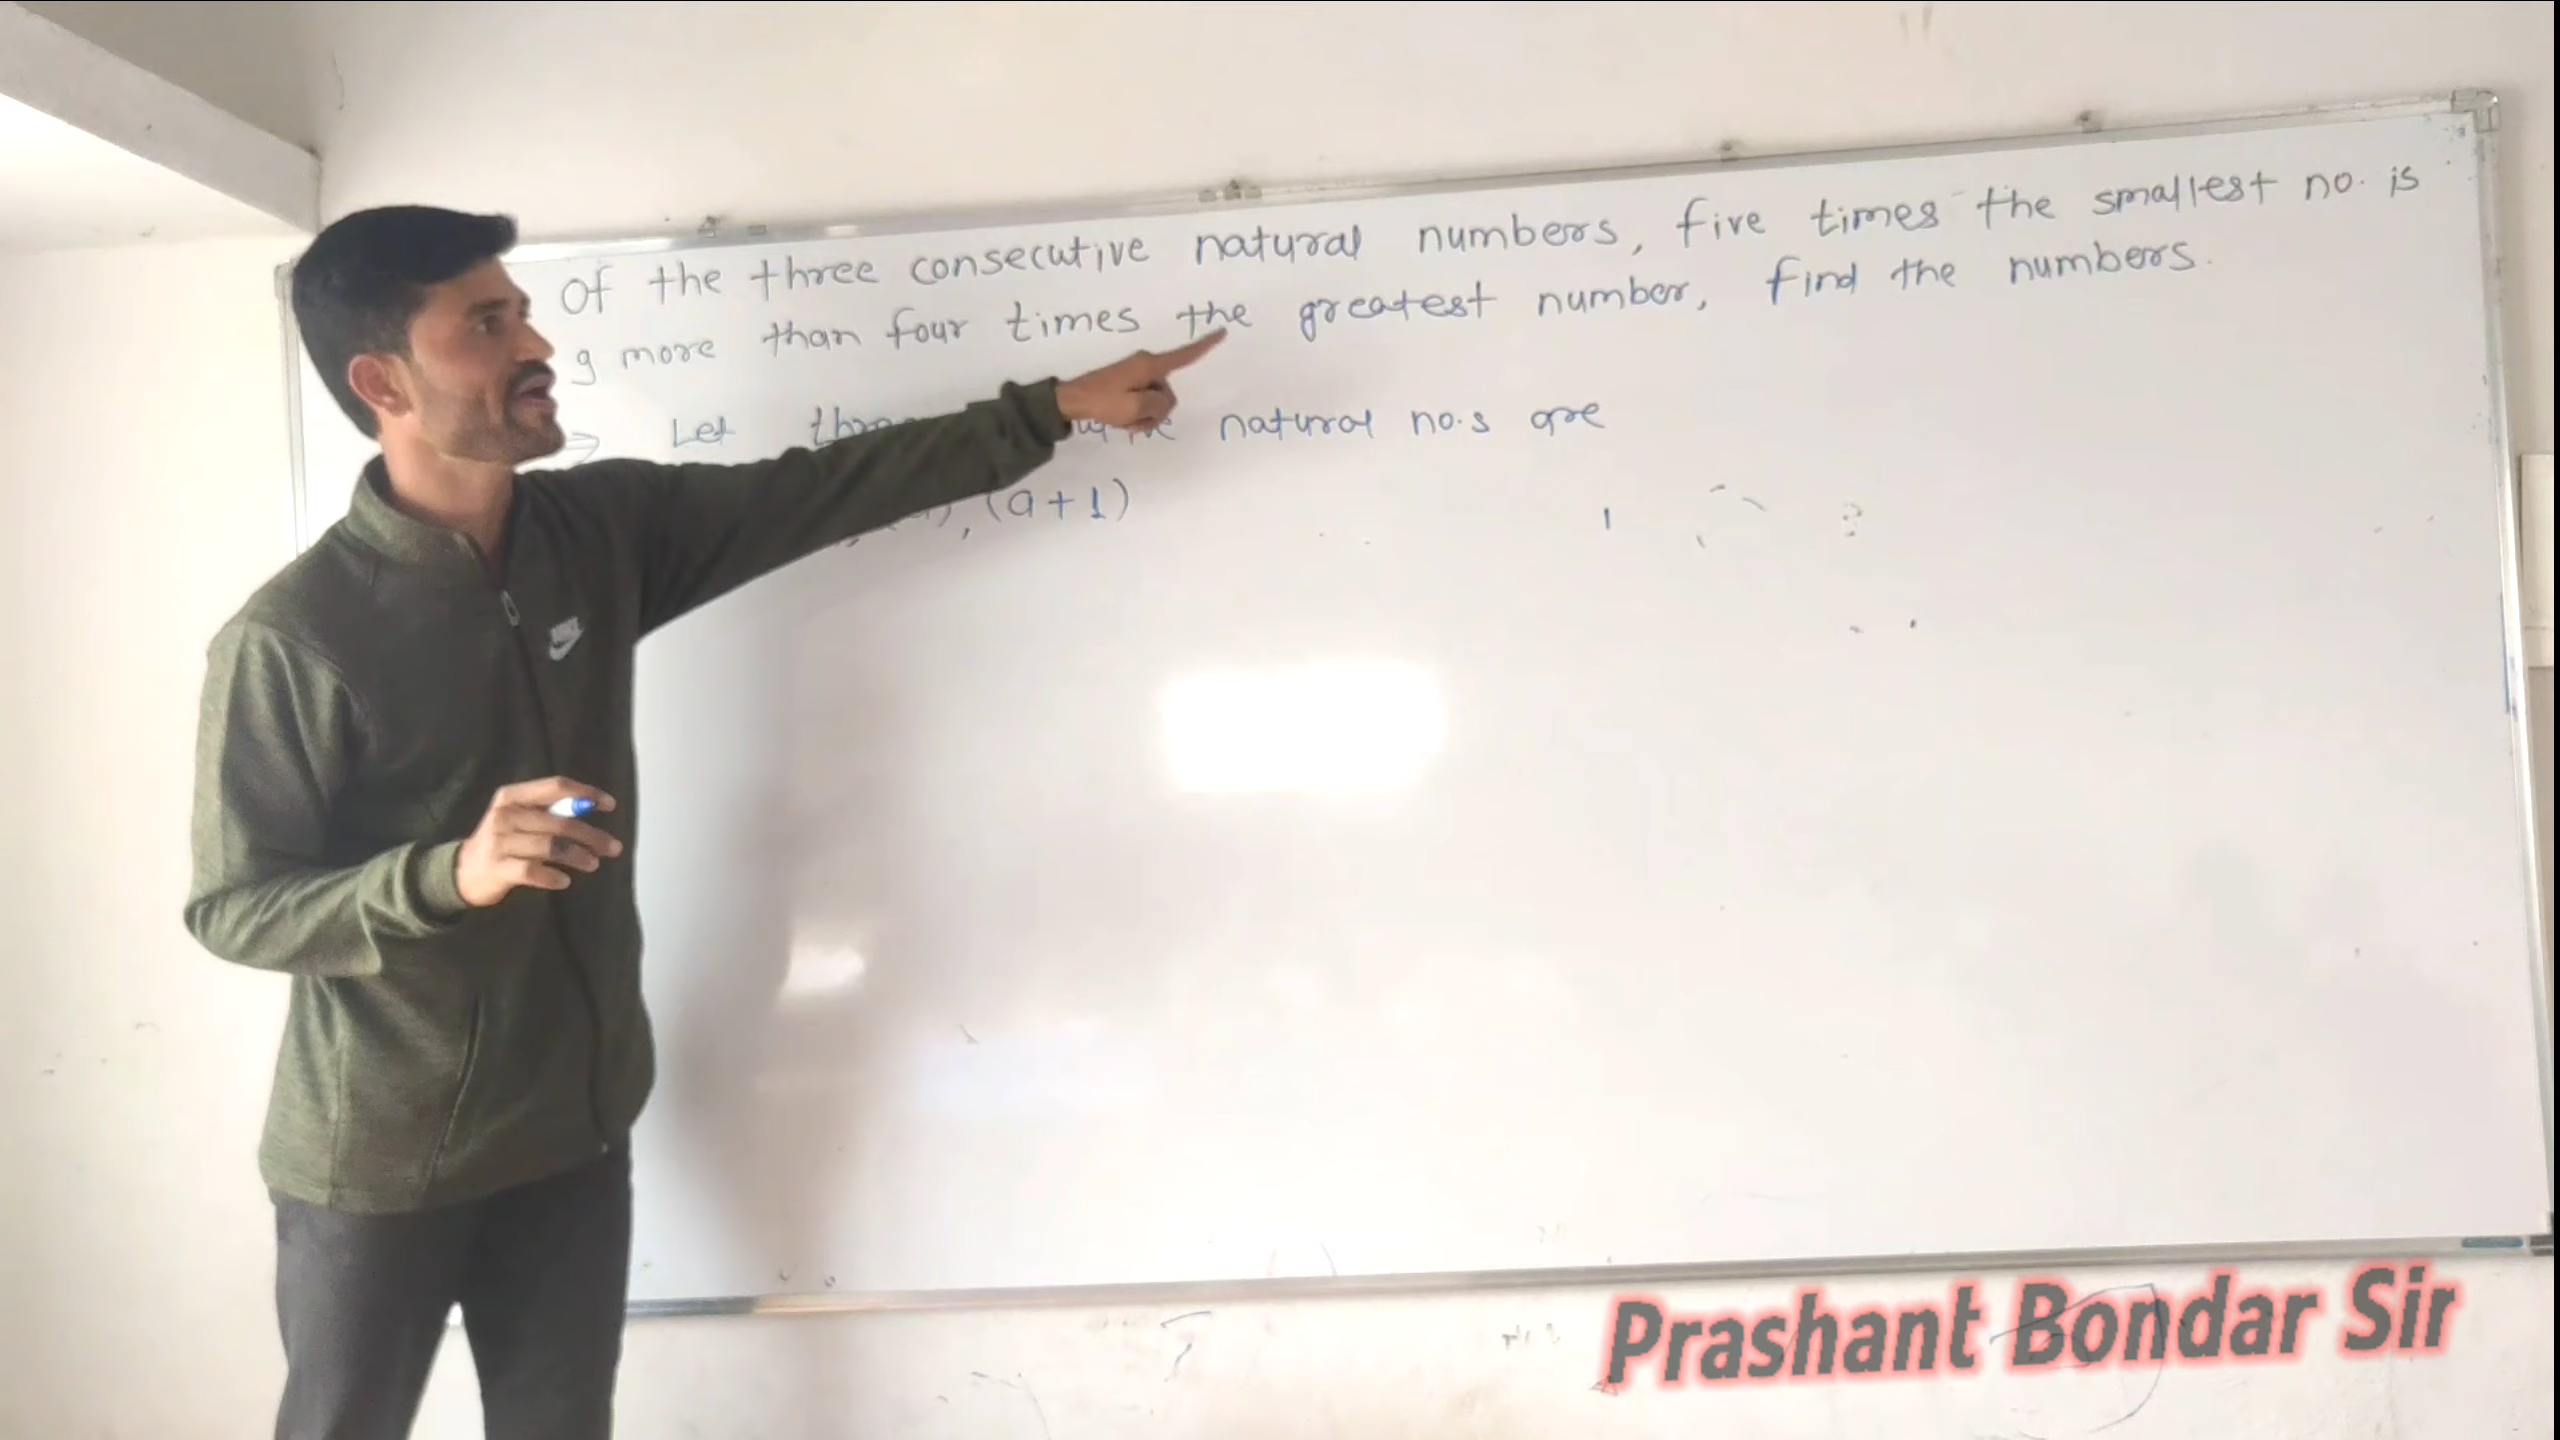 Of the three consecutive natural numbers, five times the smallest no. is
9 more than four times the greatest number, find the numbers.
⇒ Let natural no.s are
, (a+1)
NIKE
Prashant Bondar Sir